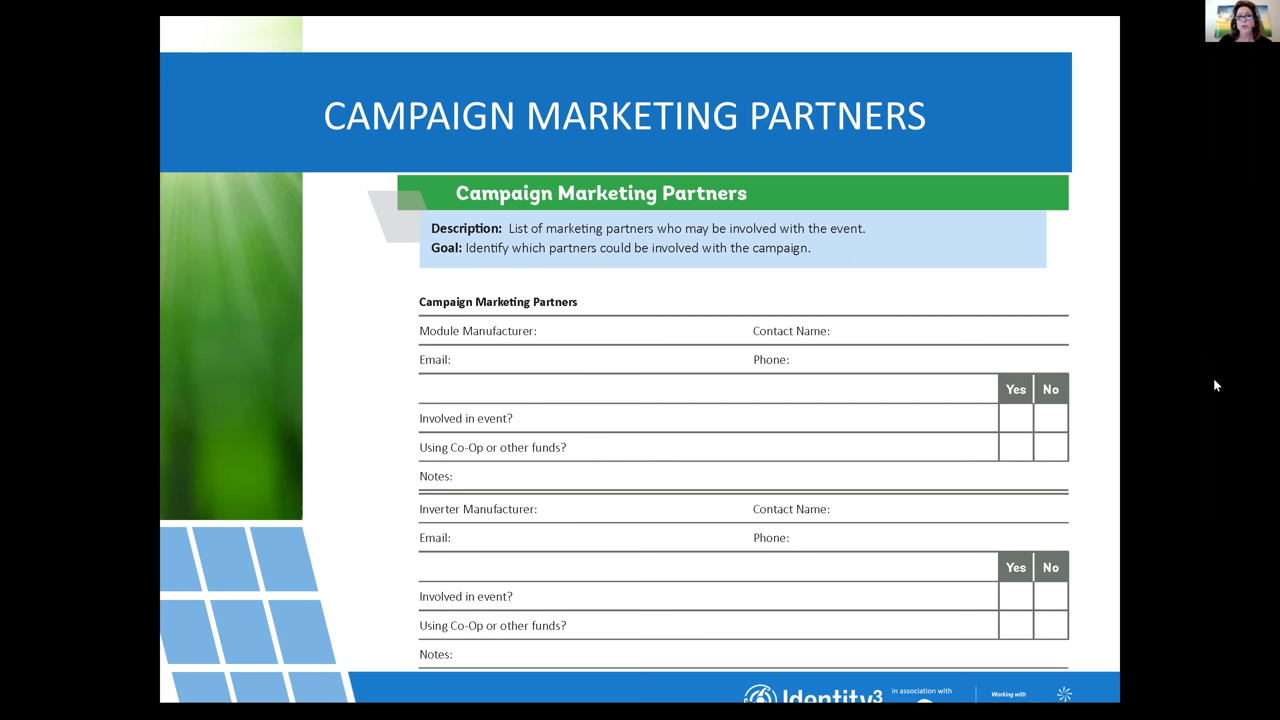 CAMPAIGN MARKETING PARTNERS
Campaign Marketing Partners
Description: List of marketing partners who may be involved with the event.
Goal: Identify which partners could be involved with the campaign.
Campaign Marketing Partners
Module Manufacturer: Contact Name:
Email: Phone:
Yes No
Involved in event?
Using Co-Op or other funds?
Notes:
Inverter Manufacturer: Contact Name:
Email: Phone:
Yes No
Involved in event?
Using Co-Op or other funds?
Notes:
Identity3 in association with Working with